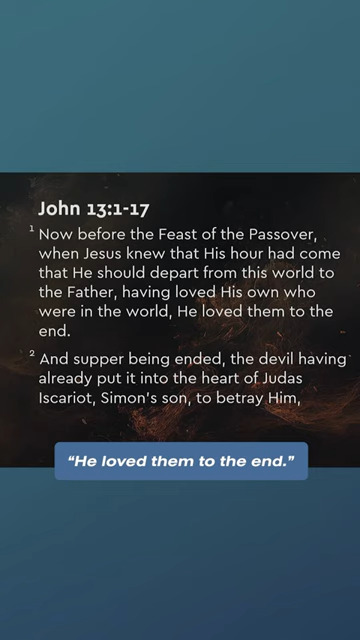 John 13:1-17
1 Now before the Feast of the Passover,
when Jesus knew that His hour had come
that He should depart from this world to
the Father, having loved His own who
were in the world, He loved them to the
end.
2 And supper being ended, the devil having
already put it into the heart of Judas
Iscariot, Simon's son, to betray Him,
“He loved them to the end.”